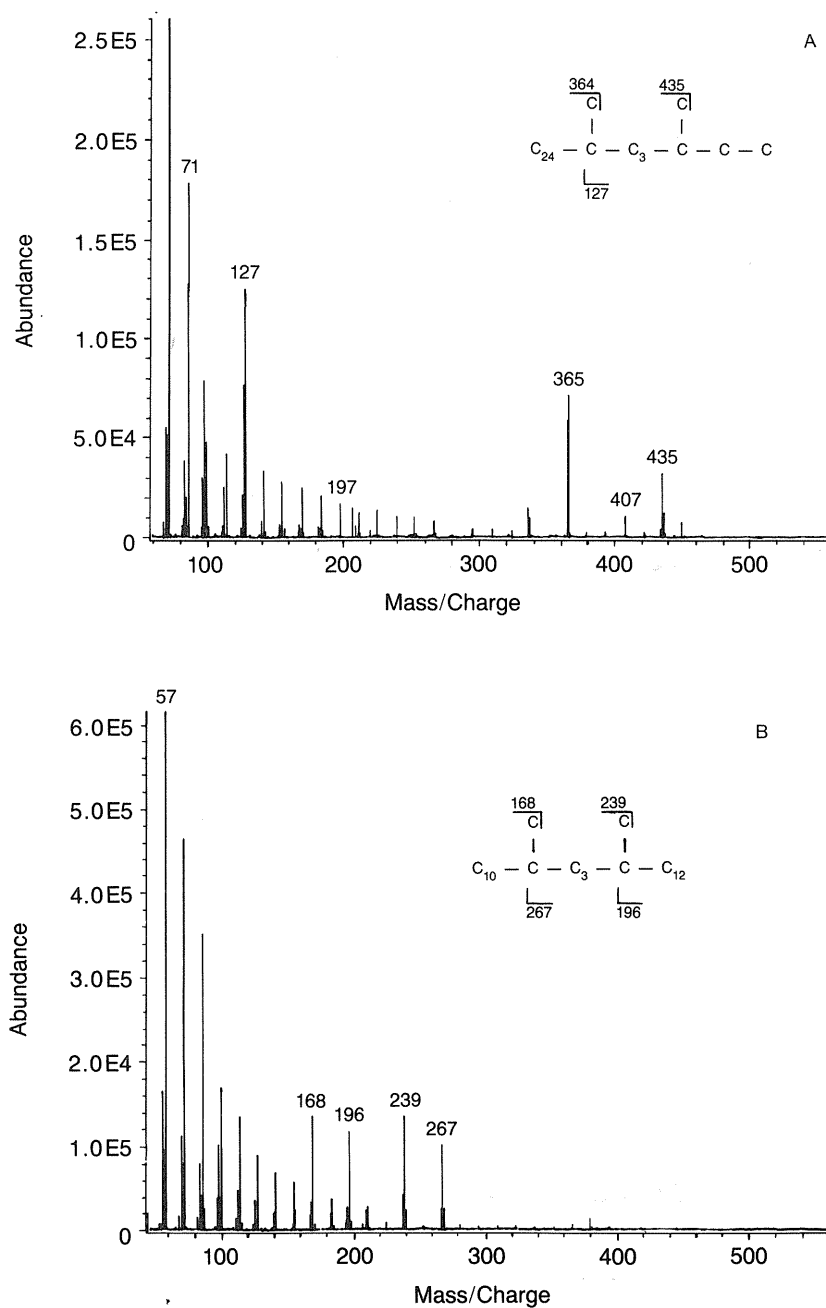 A
2.5E5
2.0E5
1.5E5
1.0E5
5.0E4
0
Abundance
71
127
197
365
407
435
364 435
C C
C24 — C — C3 — C — C — C
127
100 200 300 400 500
Mass/Charge
B
57
6.0E5
5.0E5
4.0E5
3.0E5
2.0E4
1.0E5
0
Abundance
168
196
239
267
168 239
C C
C10 — C — C3 — C — C12
267 196
100 200 300 400 500
Mass/Charge